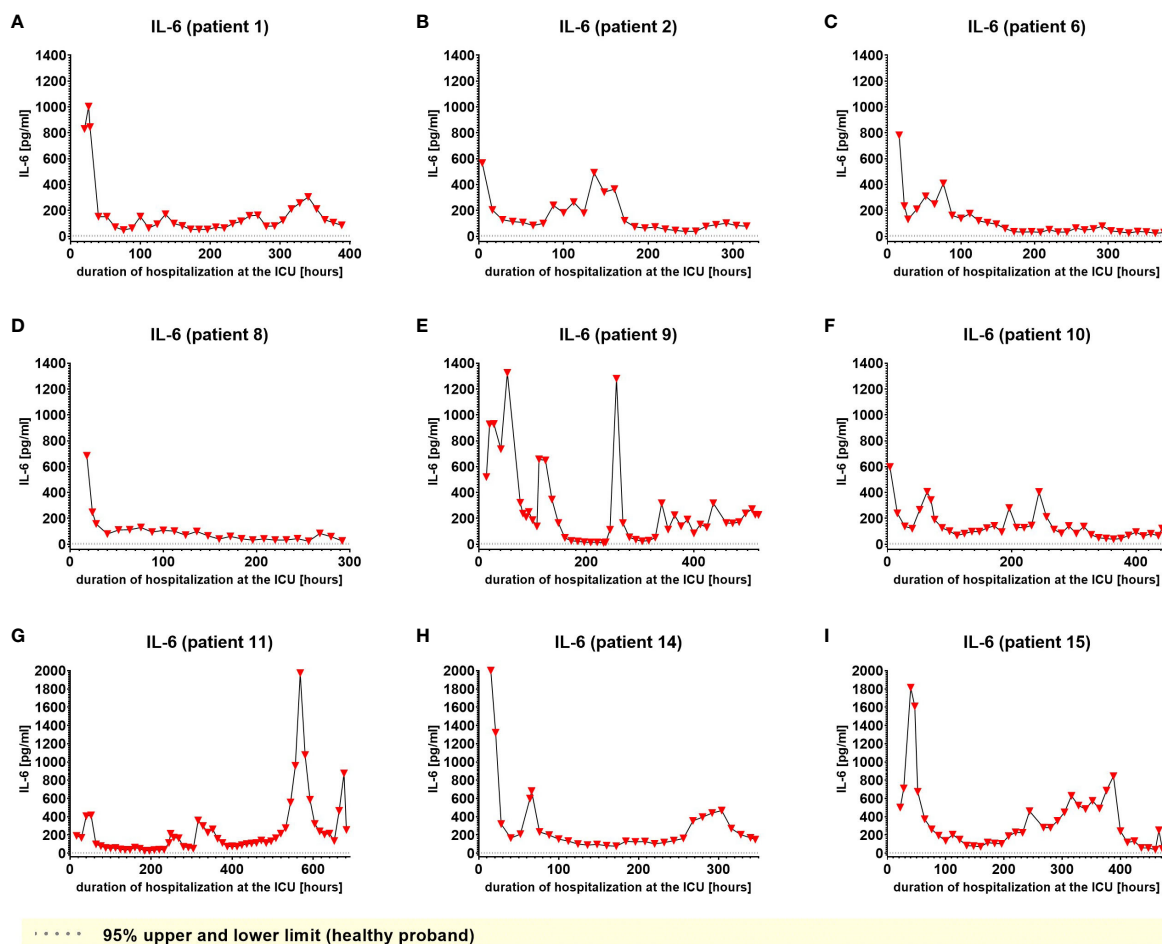 A
IL-6 (patient 1)
IL-6 [pg/ml]
1400
1200
1000
800
600
400
200
0
0 100 200 300 400
duration of hospitalization at the ICU [hours]
B
IL-6 (patient 2)
IL-6 [pg/ml]
1400
1200
1000
800
600
400
200
0
0 100 200 300
duration of hospitalization at the ICU [hours]
C
IL-6 (patient 6)
IL-6 [pg/ml]
1400
1200
1000
800
600
400
200
0
0 100 200 300
duration of hospitalization at the ICU [hours]
D
IL-6 (patient 8)
IL-6 [pg/ml]
1400
1200
1000
800
600
400
200
0
0 100 200 300
duration of hospitalization at the ICU [hours]
E
IL-6 (patient 9)
IL-6 [pg/ml]
1400
1200
1000
800
600
400
200
0
0 200 400
duration of hospitalization at the ICU [hours]
F
IL-6 (patient 10)
IL-6 [pg/ml]
1400
1200
1000
800
600
400
200
0
0 200 400
duration of hospitalization at the ICU [hours]
G
IL-6 (patient 11)
IL-6 [pg/ml]
2000
1800
1600
1400
1200
1000
800
600
400
200
0
0 200 400 600
duration of hospitalization at the ICU [hours]
H
IL-6 (patient 14)
IL-6 [pg/ml]
2000
1800
1600
1400
1200
1000
800
600
400
200
0
0 100 200 300
duration of hospitalization at the ICU [hours]
I
IL-6 (patient 15)
IL-6 [pg/ml]
2000
1800
1600
1400
1200
1000
800
600
400
200
0
0 100 200 300 400
duration of hospitalization at the ICU [hours]
95% upper and lower limit (healthy proband)